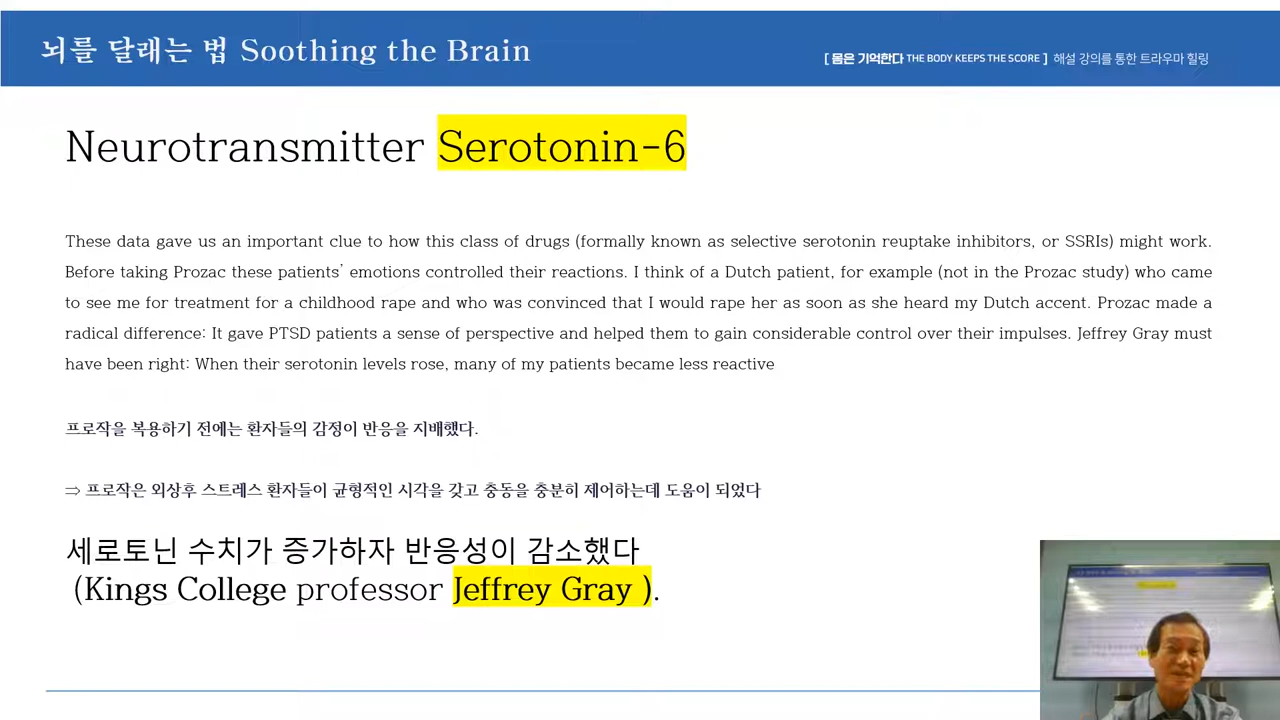 뇌를 달래는 법 Soothing the Brain
[ 몸은 기억한다 THE BODY KEEPS THE SCORE ] 해설 강의를 통한 트라우마 힐링
Neurotransmitter Serotonin-6
These data gave us an important clue to how this class of drugs (formally known as selective serotonin reuptake inhibitors, or SSRIs) might work.
Before taking Prozac these patients’ emotions controlled their reactions. I think of a Dutch patient, for example (not in the Prozac study) who came
to see me for treatment for a childhood rape and who was convinced that I would rape her as soon as she heard my Dutch accent. Prozac made a
radical difference: It gave PTSD patients a sense of perspective and helped them to gain considerable control over their impulses. Jeffrey Gray must
have been right: When their serotonin levels rose, many of my patients became less reactive
프로작을 복용하기 전에는 환자들의 감정이 반응을 지배했다.
⇒ 프로작은 외상후 스트레스 환자들이 균형적인 시각을 갖고 충동을 충분히 제어하는데 도움이 되었다
세로토닌 수치가 증가하자 반응성이 감소했다
(Kings College professor Jeffrey Gray ).